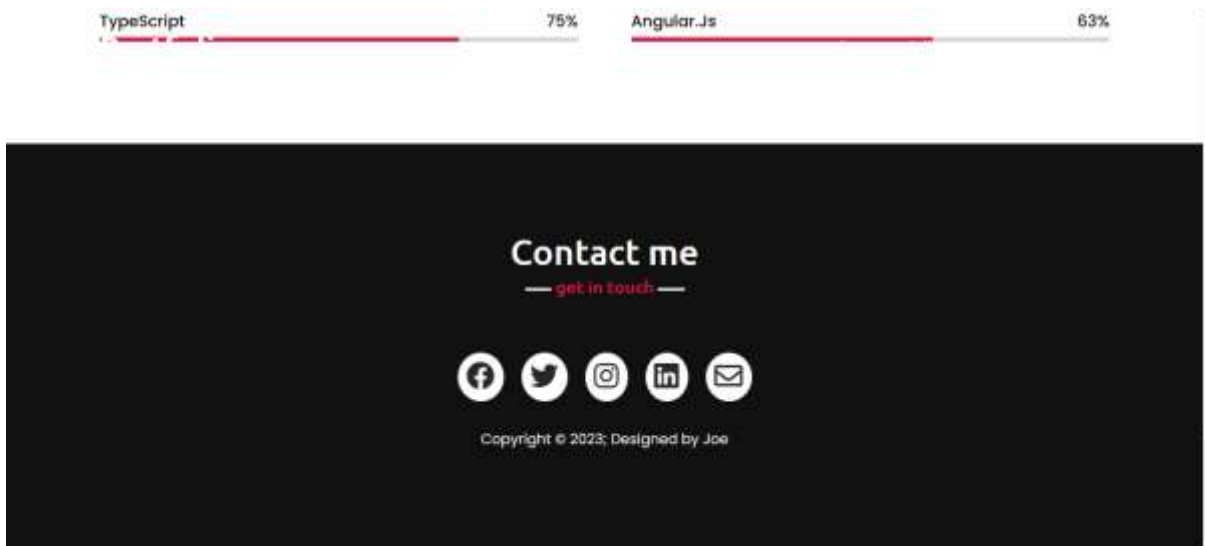 TypeScript 75% Angular.Js 63%
Contact me
get in touch
Copyright © 2023; Designed by Joe